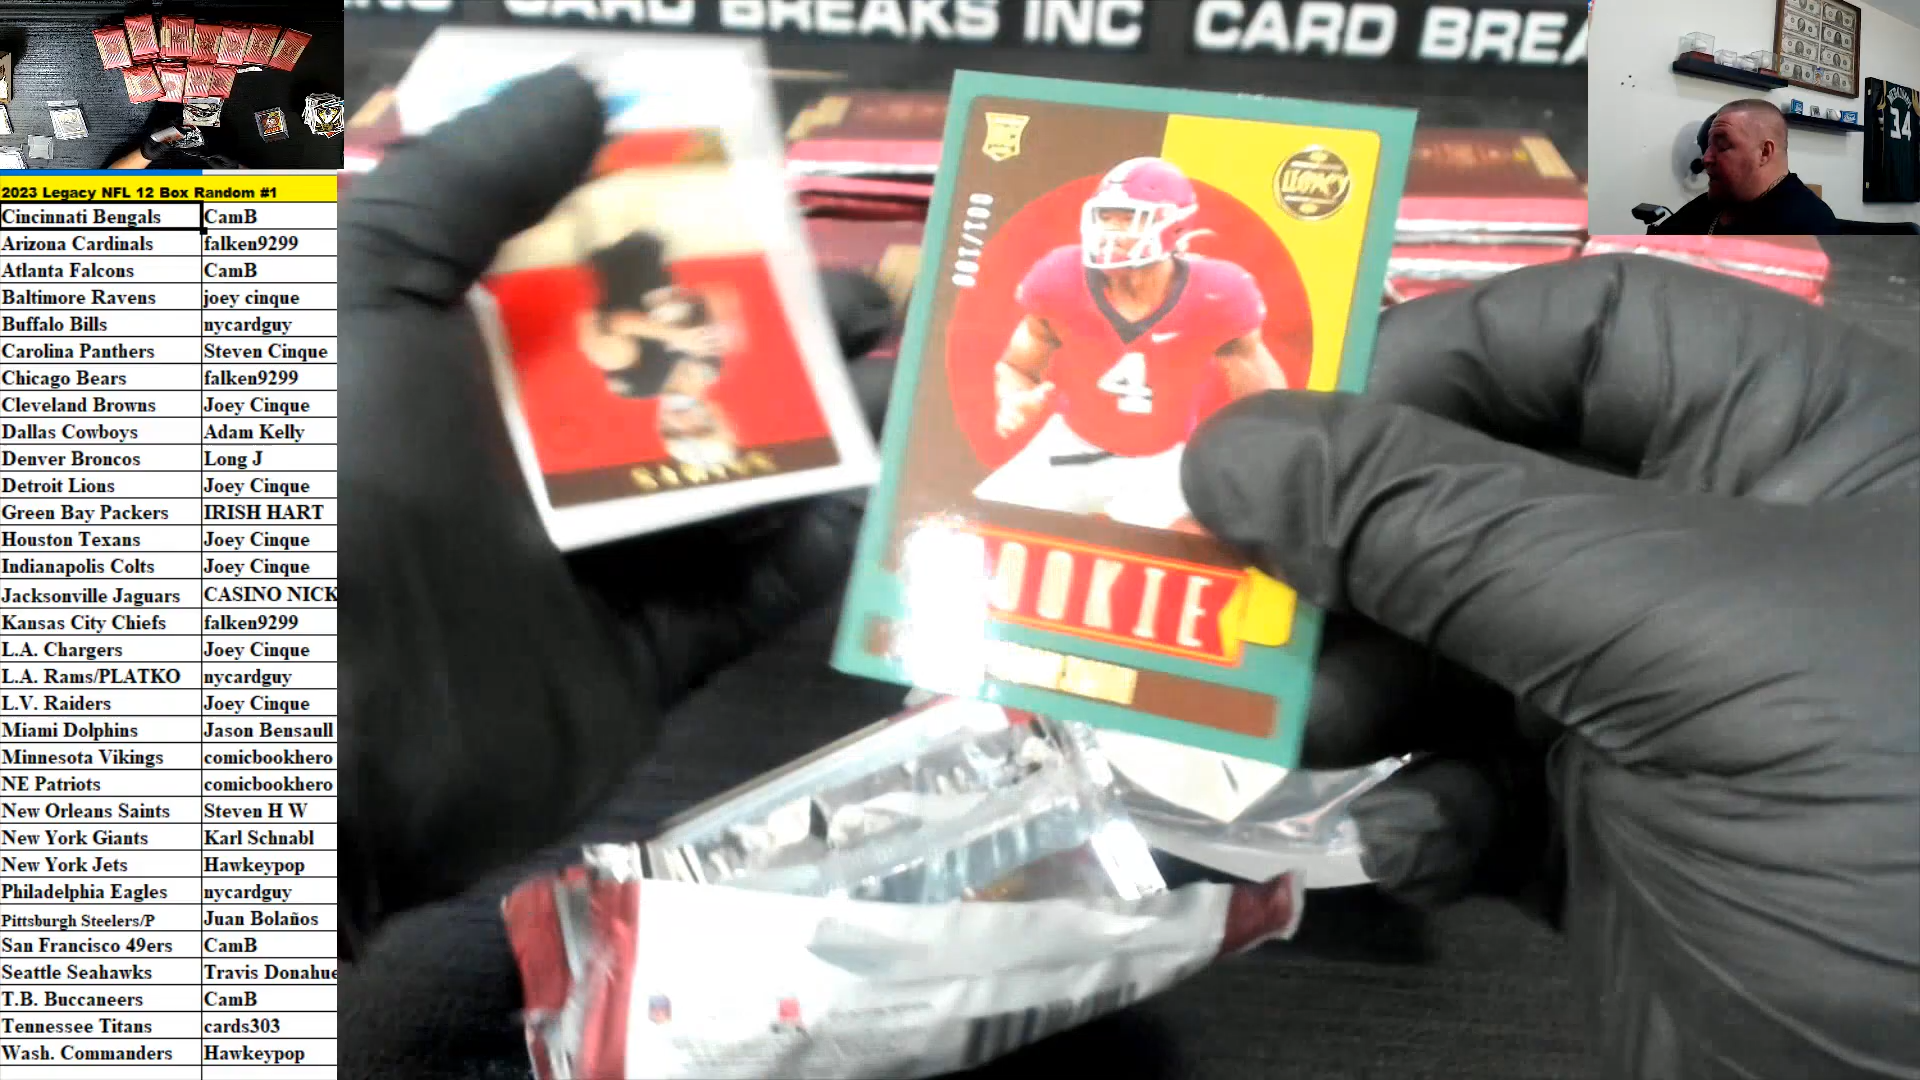 CARD BREAKS INC CARD BREA
2023 Legacy NFL 12 Box Random #1
Cincinnati Bengals CamB
Arizona Cardinals falken9299
Atlanta Falcons CamB
Baltimore Ravens joey cinque
Buffalo Bills nycardguy
Carolina Panthers Steven Cinque
Chicago Bears falken9299
Cleveland Browns Joey Cinque
Dallas Cowboys Adam Kelly
Denver Broncos Long J
Detroit Lions Joey Cinque
Green Bay Packers IRISH HART
Houston Texans Joey Cinque
Indianapolis Colts Joey Cinque
Jacksonville Jaguars CASINO NICK
Kansas City Chiefs falken9299
L.A. Chargers Joey Cinque
L.A. Rams/PLATKO nycardguy
L.V. Raiders Joey Cinque
Miami Dolphins Jason Bensaull
Minnesota Vikings comicbookhero
NE Patriots comicbookhero
New Orleans Saints Steven H W
New York Giants Karl Schnabl
New York Jets Hawkeypop
Philadelphia Eagles nycardguy
Pittsburgh Steelers/P Juan Bolaños
San Francisco 49ers CamB
Seattle Seahawks Travis Donahue
T.B. Buccaneers CamB
Tennessee Titans cards303
Wash. Commanders Hawkeypop
LEGACY
4
OOKIE
34